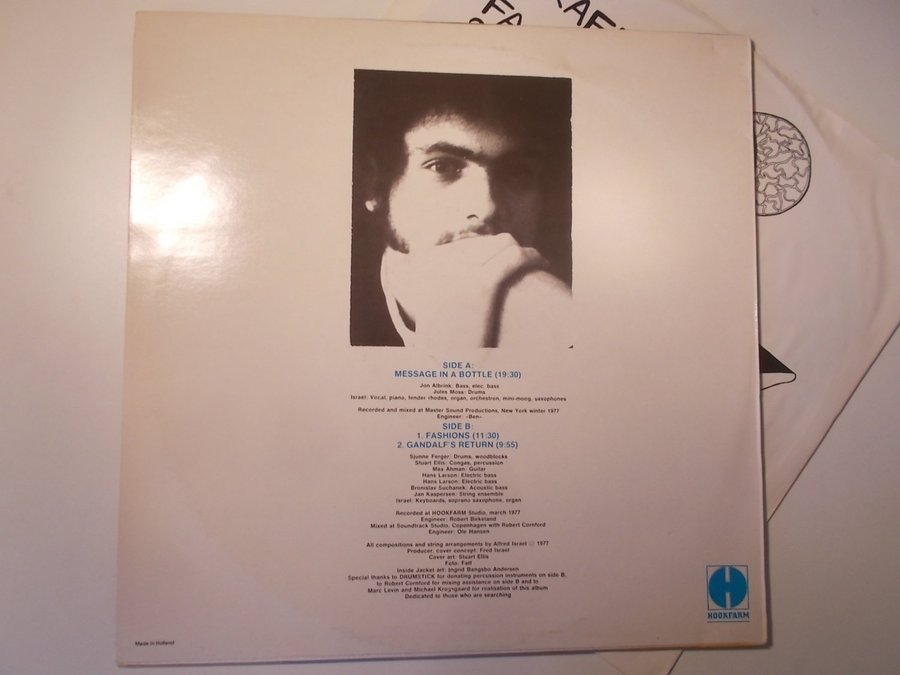 SIDE A:
MESSAGE IN A BOTTLE (19:30)
Jon Albrink: Bass, elec. bass
Jules Moss: Drums
Israel: Vocal, piano, fender rhodes, organ, orchestron, mini-moog, saxophones
Recorded and mixed at Master Sound Productions, New York winter 1977
Engineer: »Ben«
SIDE B:
1. FASHIONS (11:30)
2. GANDALF'S RETURN (9:55)
Sjunne Ferger: Drums, woodblocks
Stuart Ellis: Congas, percussion
Max Åhman: Guitar
Hans Larson: Electric bass
Hans Larson: Electric bass
Bronislav Suchanek: Acoustic bass
Jan Kaspersen: String ensemble
Israel: Keyboards, soprano saxophone, organ
Recorded at HOOKFARM Studio, march 1977
Engineer: Robert Birkeland
Mixed at Soundtrack Studio, Copenhagen with Robert Cornford
Engineer: Ole Hansen
All compositions and string arrangements by Alfred Israel © 1977
Producer, cover concept: Fred Israel
Cover art: Stuart Ellis
Foto:
Inside Jacket art: Ingrid Bangsbo Andersen
Special thanks to DRUMSTICK for donating percussion instruments on side B,
to Robert Cornford for mixing assistance on side B and to
Marc Levin and Michael Krogsgaard for realisation of this album
Dedicated to those who are searching
HOOKFARM
Made in Holland